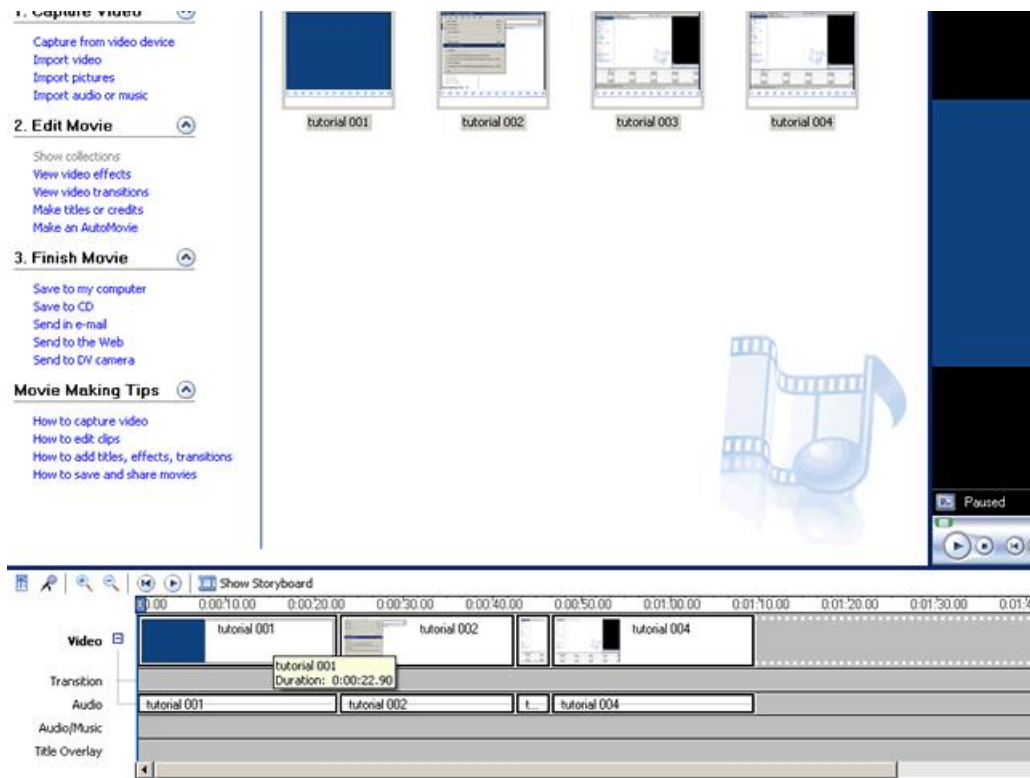 1. Capture Video
Capture from video device
Import video
Import pictures
Import audio or music
2. Edit Movie
Show collections
View video effects
View video transitions
Make titles or credits
Make an AutoMovie
3. Finish Movie
Save to my computer
Save to CD
Send in e-mail
Send to the Web
Send to DV camera
Movie Making Tips
How to capture video
How to edit clips
How to add titles, effects, transitions
How to save and share movies
tutorial 001 tutorial 002 tutorial 003 tutorial 004
Paused
Show Storyboard
0:00:10.00 0:00:20.00 0:00:30.00 0:00:40.00 0:00:50.00 0:01:00.00 0:01:10.00 0:01:20.00 0:01:30.00
Video tutorial 001 tutorial 002 tutorial 004
tutorial 001
Duration: 0:00:22.90
Transition
Audio tutorial 001 tutorial 002 t... tutorial 004
Audio/Music
Title Overlay